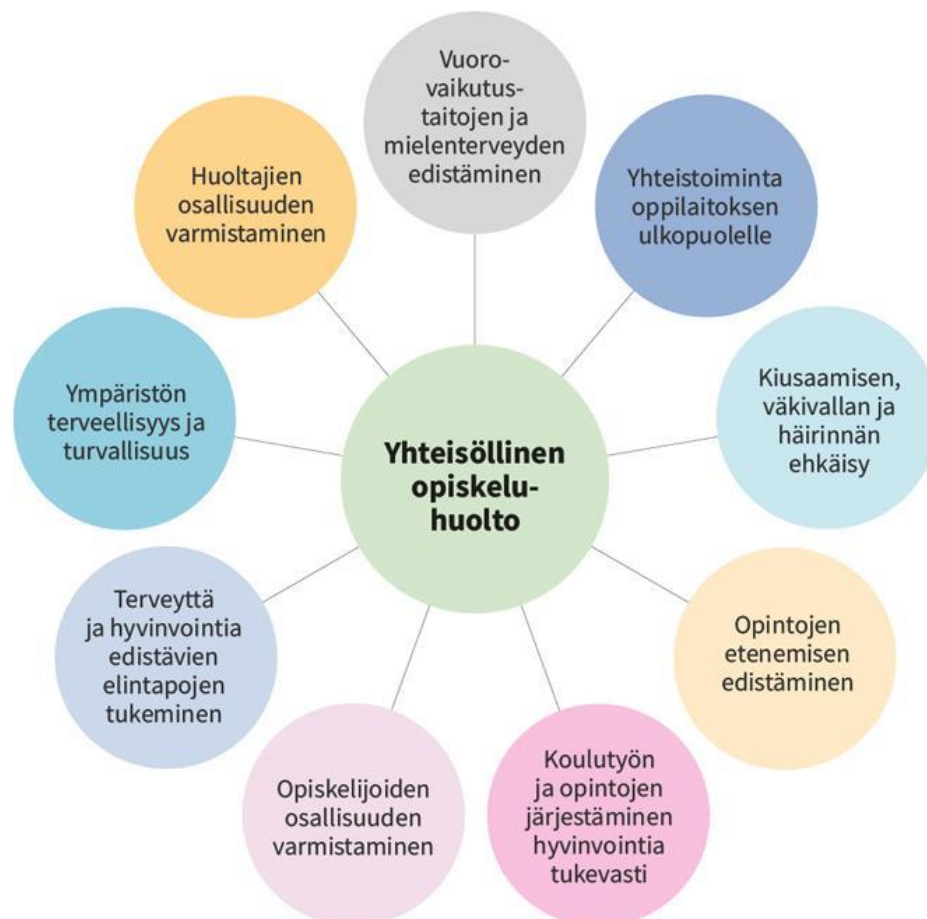 Vuoro-
vaikutus-
taitojen ja
mielenterveyden
edistäminen
Yhteistoiminta
oppilaitoksen
ulkopuolelle
Kiusaamisen,
väkivallan ja
häirinnän
ehkäisy
Opintojen
etenemisen
edistäminen
Koulutyön
ja opintojen
järjestäminen
hyvinvointia
tukevasti
Opiskelijoiden
osallisuuden
varmistaminen
Terveyttä
ja hyvinvointia
edistävien
elintapojen
tukeminen
Ympäristön
terveellisyys ja
turvallisuus
Huoltajien
osallisuuden
varmistaminen
Yhteisöllinen
opiskelu-
huolto